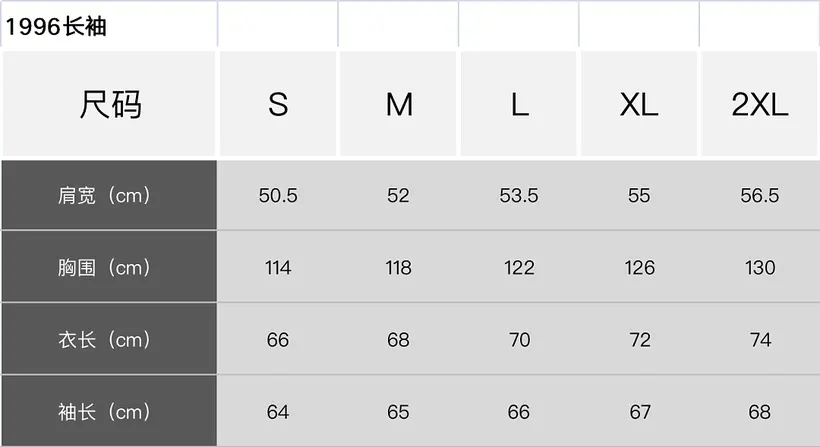 1996长袖
尺码 S M L XL 2XL
肩宽（cm） 50.5 52 53.5 55 56.5
胸围（cm） 114 118 122 126 130
衣长（cm） 66 68 70 72 74
袖长（cm） 64 65 66 67 68